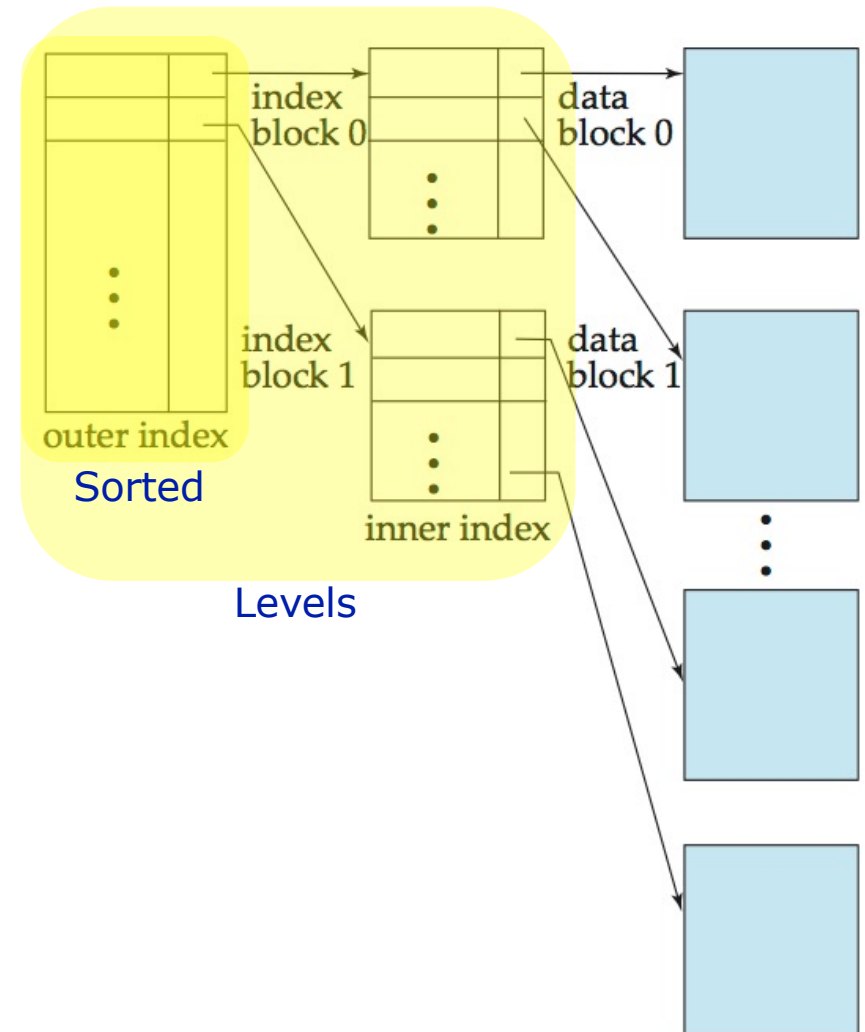 index
block 0
data
block 0
index
block 1
data
block 1
outer index
Sorted
inner index
Levels